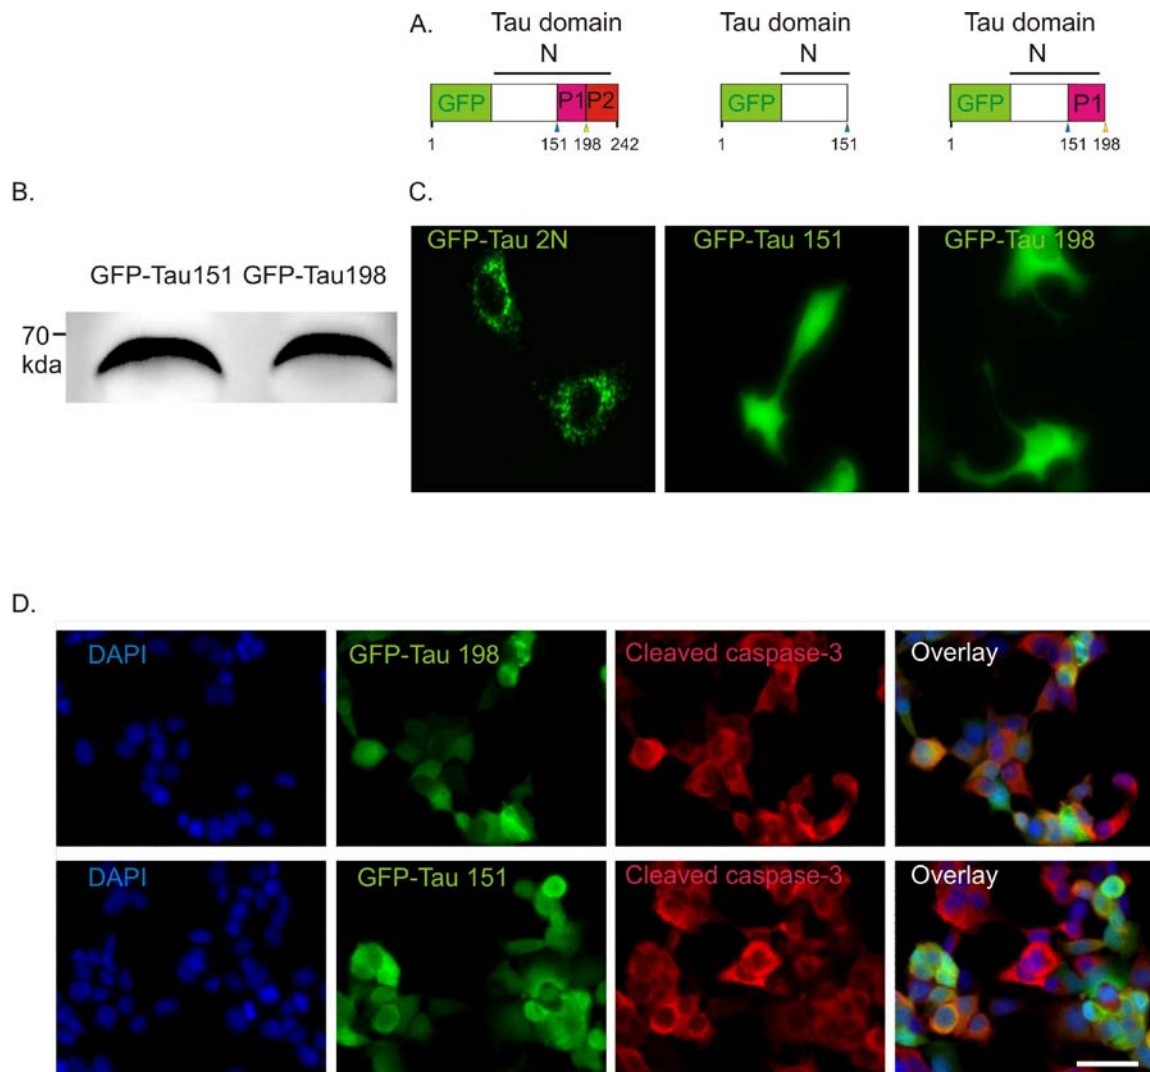 A.
Tau domain
N
GFP P1 P2
1 151 198 242
Tau domain
N
GFP
1 151
Tau domain
N
GFP P1
1 151 198
B.
GFP-Tau151 GFP-Tau198
70
kda
C.
GFP-Tau 2N GFP-Tau 151 GFP-Tau 198
D.
DAPI GFP-Tau 198 Cleaved caspase-3 Overlay
DAPI GFP-Tau 151 Cleaved caspase-3 Overlay